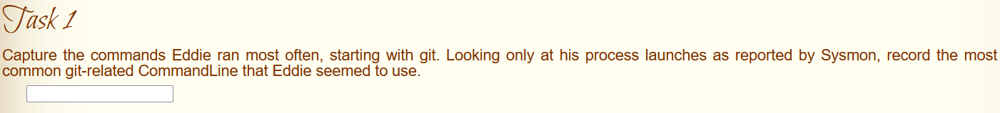 Task 1
Capture the commands Eddie ran most often, starting with git. Looking only at his process launches as reported by Sysmon, record the most
common git-related CommandLine that Eddie seemed to use.